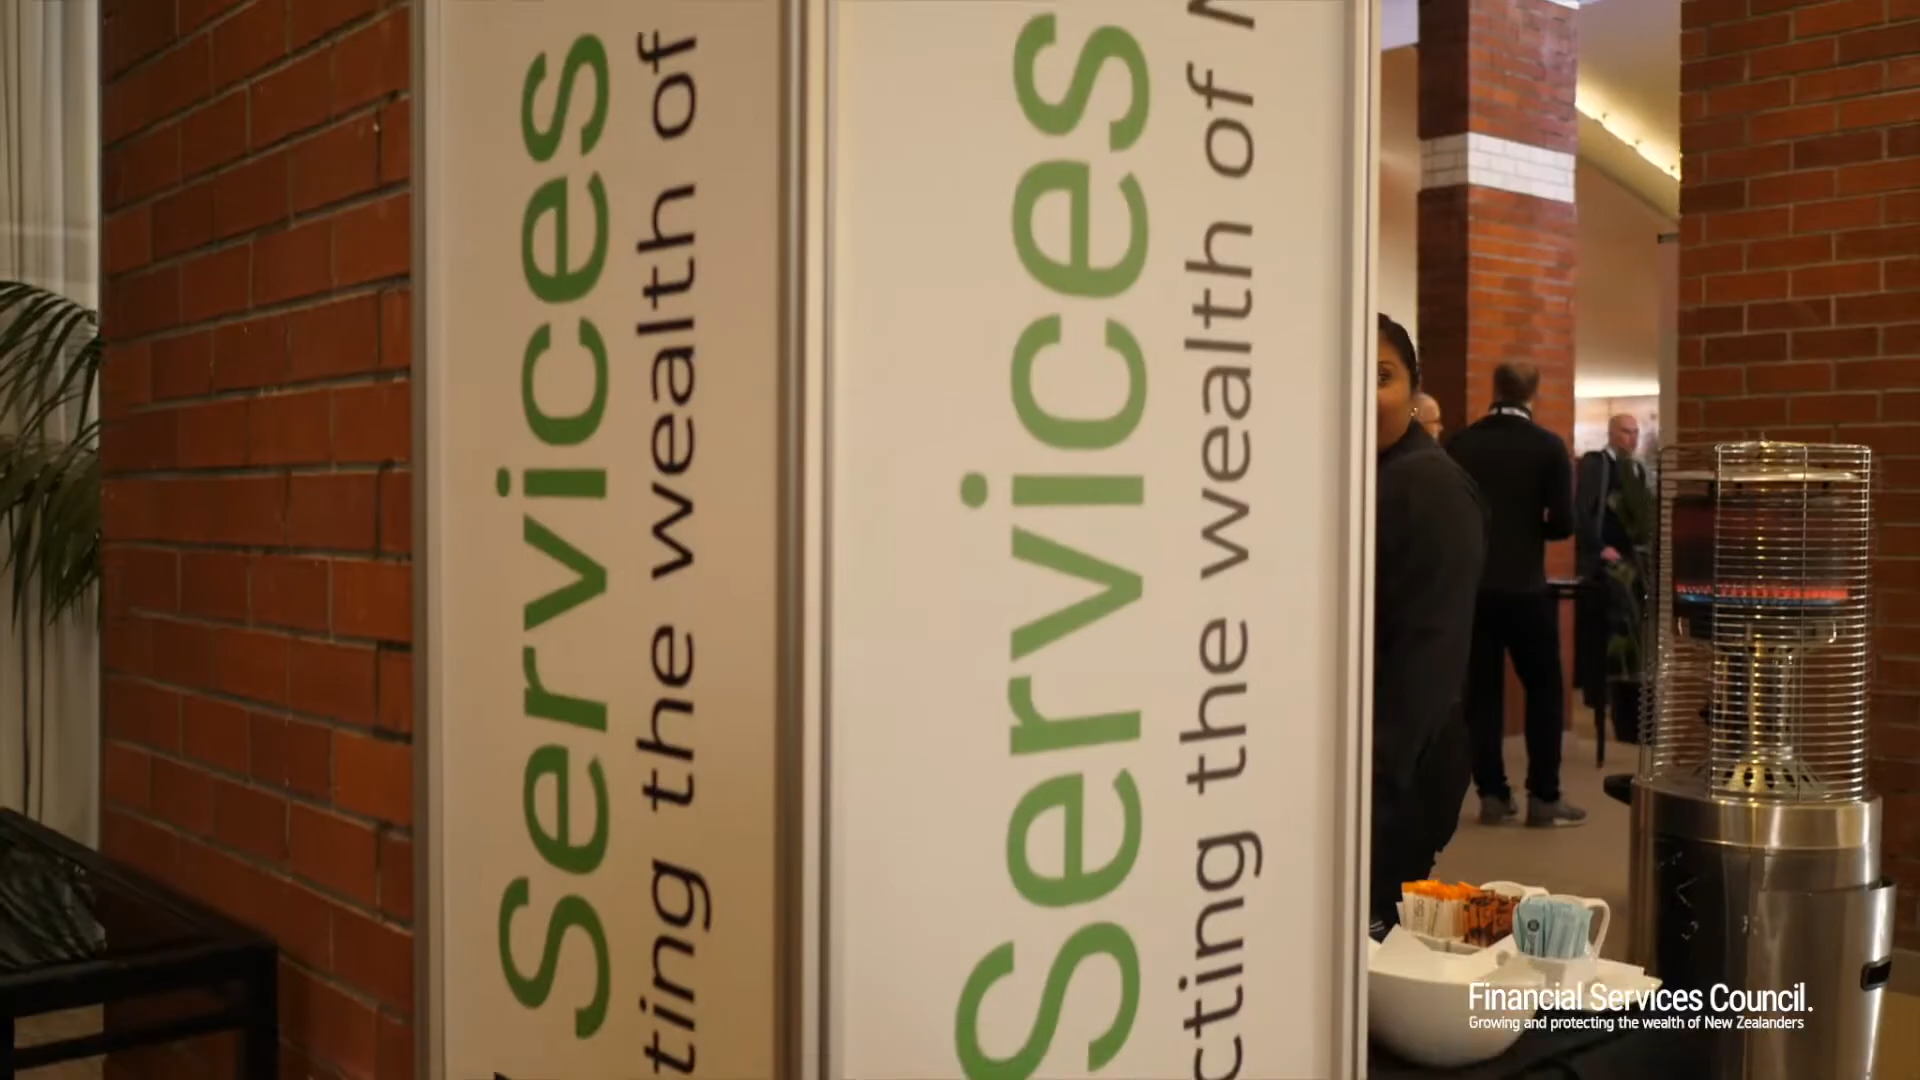 Services
ting the wealth of
Services
cting the wealth of
Financial Services Council.
Growing and protecting the wealth of New Zealanders